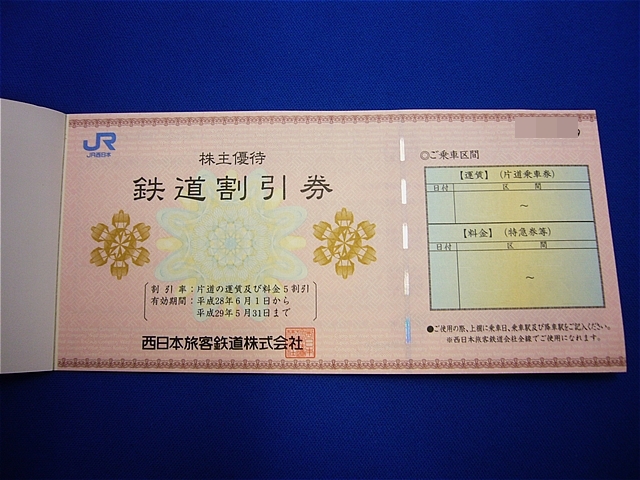 JR
JR西日本
株主優待
鉄道割引券
割引率：片道の運賃及び料金5割引
有効期間：平成28年6月1日から
平成29年5月31日まで
西日本旅客鉄道株式会社
◎ご乗車区間
【運賃】（片道乗車券）
日付 区間
～
【料金】（特急券等）
日付 区間
～
●ご使用の際、上欄に乗車日、乗車駅及び降車駅をご記入ください。
※西日本旅客鉄道会社全線でご使用になれます。